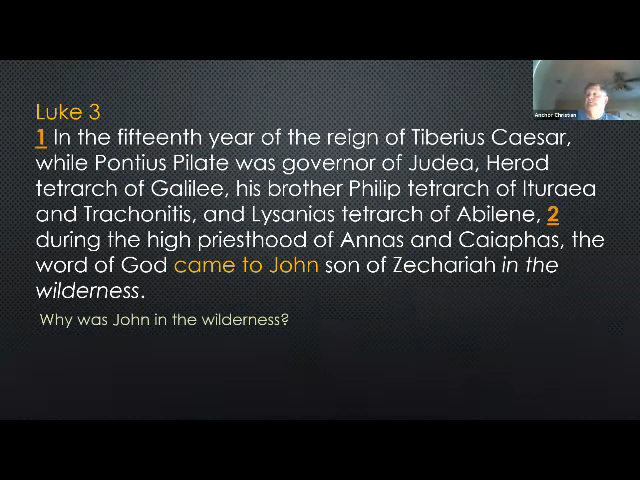 Anchor Christian
Luke 3
1 In the fifteenth year of the reign of Tiberius Caesar,
while Pontius Pilate was governor of Judea, Herod
tetrarch of Galilee, his brother Philip tetrarch of Ituraea
and Trachonitis, and Lysanias tetrarch of Abilene, 2
during the high priesthood of Annas and Caiaphas, the
word of God came to John son of Zechariah in the
wilderness.
Why was John in the wilderness?